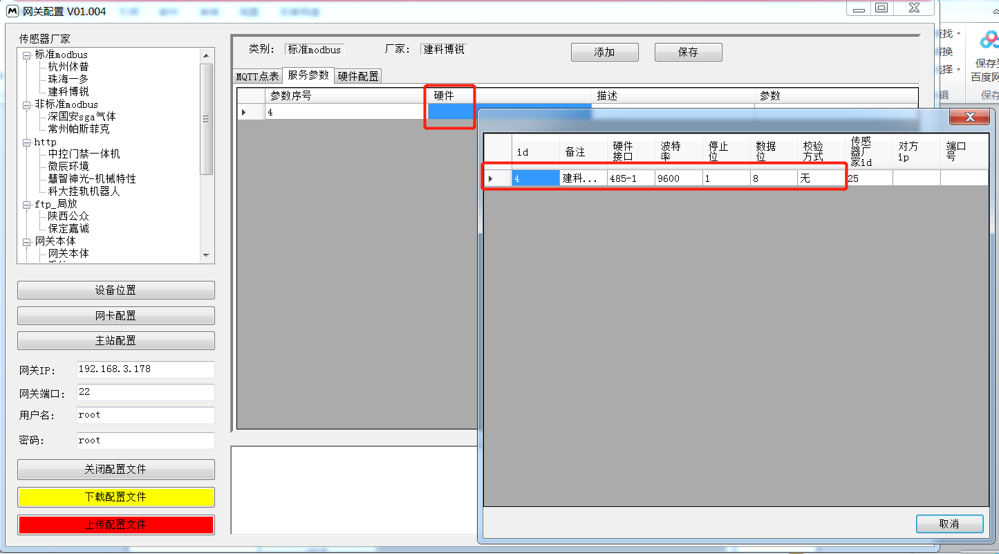 网关配置 V01.004
传感器厂家
标准modbus
杭州休普
珠海一多
建科博锐
非标准modbus
深国安sga气体
常州帕斯菲克
http
中控门禁一体机
微辰环境
慧智神光-机械特性
科大挂轨机器人
ftp_局放
陕西公众
保定嘉诚
网关本体
网关本体
设备位置
网卡配置
主站配置
网关IP: 192.168.3.178
网关端口: 22
用户名: root
密码: root
关闭配置文件
下载配置文件
上传配置文件
类别: 标准modbus 厂家: 建科博锐 添加 保存
MQTT点表 服务参数 硬件配置
参数序号 硬件 描述 参数
4
id 备注 硬件接口 波特率 停止位 数据位 校验方式 传感器厂家id 对方ip 端口号
4 建科... 485-1 9600 1 8 无 25
取消
查找
换
选择
辑
保存到
百度网
保存